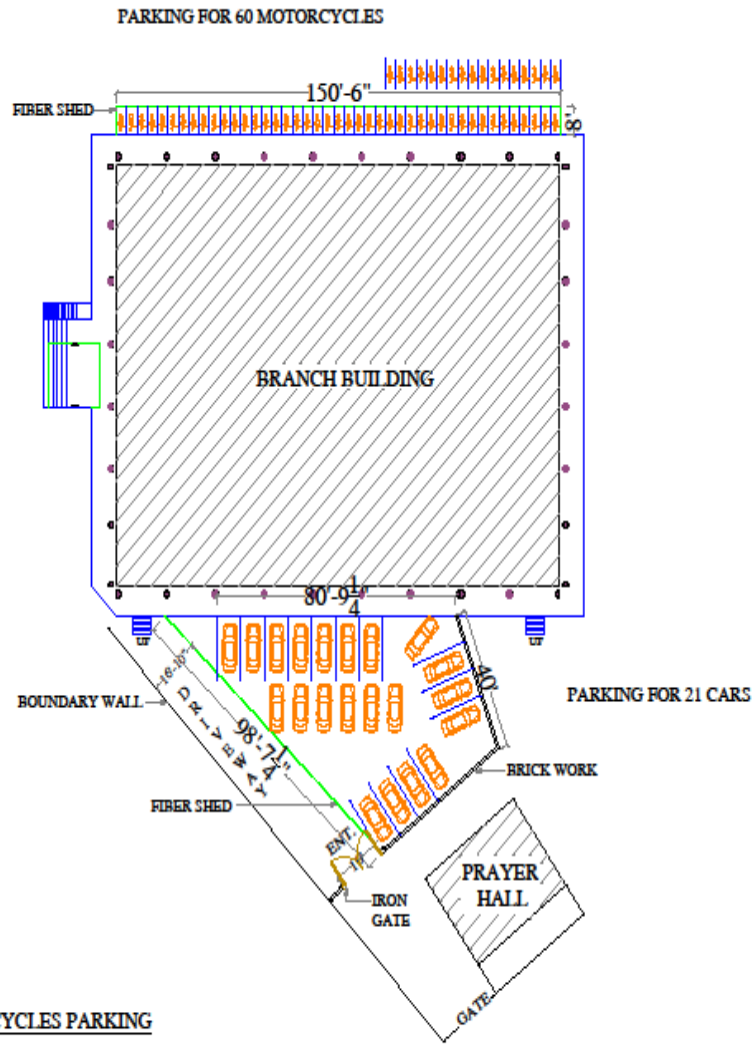 PARKING FOR 60 MOTORCYCLES
150'-6"
FIBER SHED
8'
BRANCH BUILDING
80'-9 1/4"
UT
UT
16'-10"
40'
BOUNDARY WALL
DRIVEWAY
98'-7 1/4"
PARKING FOR 21 CARS
BRICK WORK
FIBER SHED
ENT.
IRON
GATE
PRAYER
HALL
GATE
CYCLES PARKING